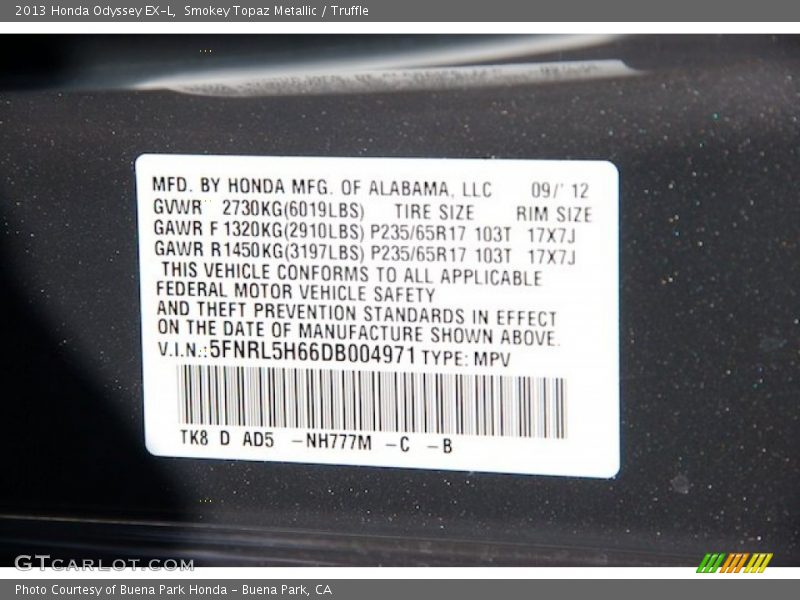 2013 Honda Odyssey EX-L, Smokey Topaz Metallic / Truffle
MFD. BY HONDA MFG. OF ALABAMA, LLC 09/' 12
GVWR 2730KG(6019LBS) TIRE SIZE RIM SIZE
GAWR F 1320KG(2910LBS) P235/65R17 103T 17X7J
GAWR R1450KG(3197LBS) P235/65R17 103T 17X7J
THIS VEHICLE CONFORMS TO ALL APPLICABLE
FEDERAL MOTOR VEHICLE SAFETY
AND THEFT PREVENTION STANDARDS IN EFFECT
ON THE DATE OF MANUFACTURE SHOWN ABOVE.
V.I.N.:5FNRL5H66DB004971 TYPE: MPV
TK8 D AD5 -NH777M -C -B
GTCARLOT.COM
Photo Courtesy of Buena Park Honda - Buena Park, CA